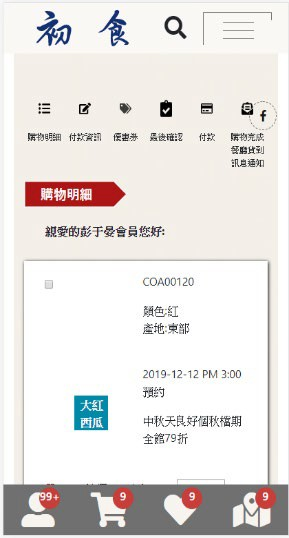 初 食
f
購物明細 付款資訊 優惠券 最後確認 付款 購物完成
餐廳貨到
訊息通知
購物明細
親愛的彭于晏會員您好:
COA00120
顏色:紅
產地:東部
2019-12-12 PM 3:00
預約
大紅
西瓜
中秋天良好個秋檔期
全館79折
99+ 9 9 9